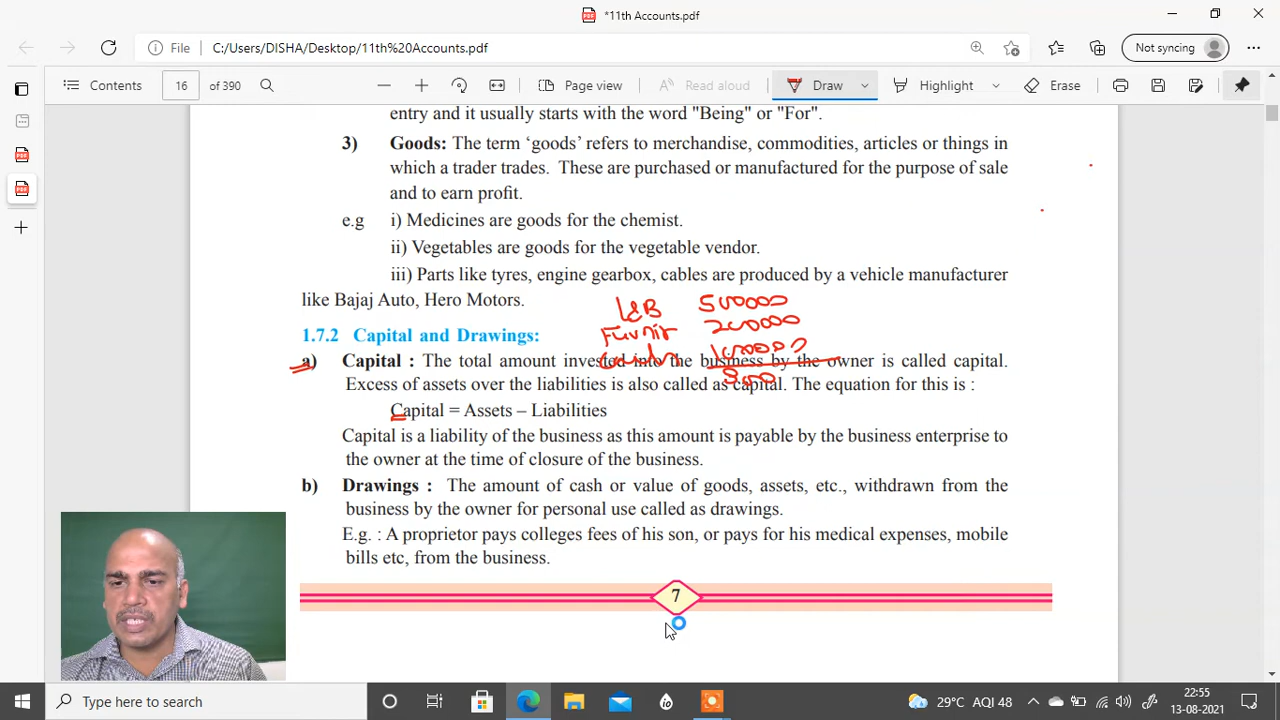 *11th Accounts.pdf
File C:/Users/DISHA/Desktop/11th%20Accounts.pdf Not syncing
Contents 16 of 390 Page view Read aloud Draw Highlight Erase
entry and it usually starts with the word "Being" or "For".
3) Goods: The term ‘goods’ refers to merchandise, commodities, articles or things in
which a trader trades. These are purchased or manufactured for the purpose of sale
and to earn profit.
e.g i) Medicines are goods for the chemist.
ii) Vegetables are goods for the vegetable vendor.
iii) Parts like tyres, engine gearbox, cables are produced by a vehicle manufacturer
like Bajaj Auto, Hero Motors.
L&B 500000
Furnir 200000
1.7.2 Capital and Drawings:
a) Capital : The total amount invested into the business by the owner is called capital.
Excess of assets over the liabilities is also called as capital. The equation for this is :
Capital = Assets – Liabilities
Capital is a liability of the business as this amount is payable by the business enterprise to
the owner at the time of closure of the business.
b) Drawings : The amount of cash or value of goods, assets, etc., withdrawn from the
business by the owner for personal use called as drawings.
E.g. : A proprietor pays colleges fees of his son, or pays for his medical expenses, mobile
bills etc, from the business.
7
Type here to search 29°C AQI 48 22:55
13-08-2021